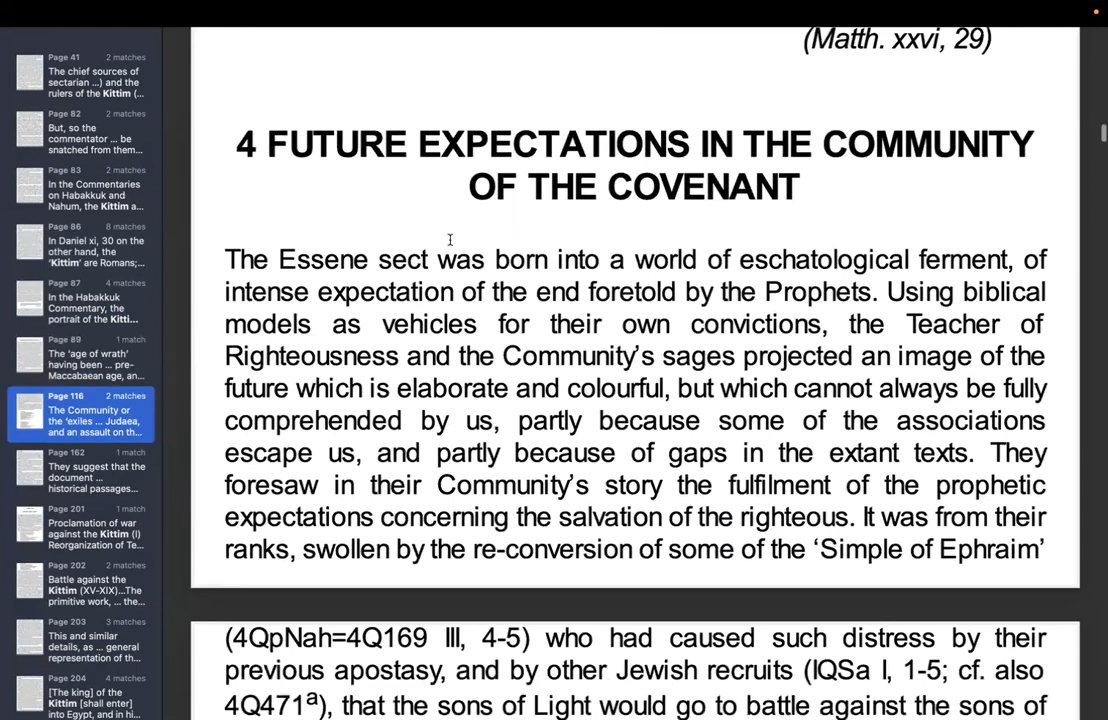 Page 41 2 matches
The chief sources of
sectarian ...) and the
rulers of the Kittim (...
Page 82 2 matches
But, so the
commentator ... be
snatched from them...
Page 83 2 matches
In the Commentaries
on Habakkuk and
Nahum, the Kittim a...
Page 86 8 matches
In Daniel xi, 30 on the
other hand, the
‘Kittim’ are Romans;...
Page 87 4 matches
In the Habakkuk
Commentary, the
portrait of the Kitti...
Page 89 1 match
The ‘age of wrath’
having been ... pre-
Maccabaean age, an...
Page 116 2 matches
The Community or
the ‘exiles ... Judaea,
and an assault on th...
Page 162 1 match
They suggest that the
document ...
historical passages...
Page 201 1 match
Proclamation of war
against the Kittim (I)
Reorganization of Te...
Page 202 2 matches
Battle against the
Kittim (XV-XIX)...The
primitive work, ... the...
Page 203 3 matches
This and similar
details, as ... general
representation of th...
Page 204 4 matches
[The king] of the
Kittim [shall enter]
into Egypt, and in hi...
(Matth. xxvi, 29)
4 FUTURE EXPECTATIONS IN THE COMMUNITY
OF THE COVENANT
The Essene sect was born into a world of eschatological ferment, of
intense expectation of the end foretold by the Prophets. Using biblical
models as vehicles for their own convictions, the Teacher of
Righteousness and the Community’s sages projected an image of the
future which is elaborate and colourful, but which cannot always be fully
comprehended by us, partly because some of the associations
escape us, and partly because of gaps in the extant texts. They
foresaw in their Community’s story the fulfilment of the prophetic
expectations concerning the salvation of the righteous. It was from their
ranks, swollen by the re-conversion of some of the ‘Simple of Ephraim’
(4QpNah=4Q169 III, 4-5) who had caused such distress by their
previous apostasy, and by other Jewish recruits (IQSa I, 1-5; cf. also
4Q471a), that the sons of Light would go to battle against the sons of